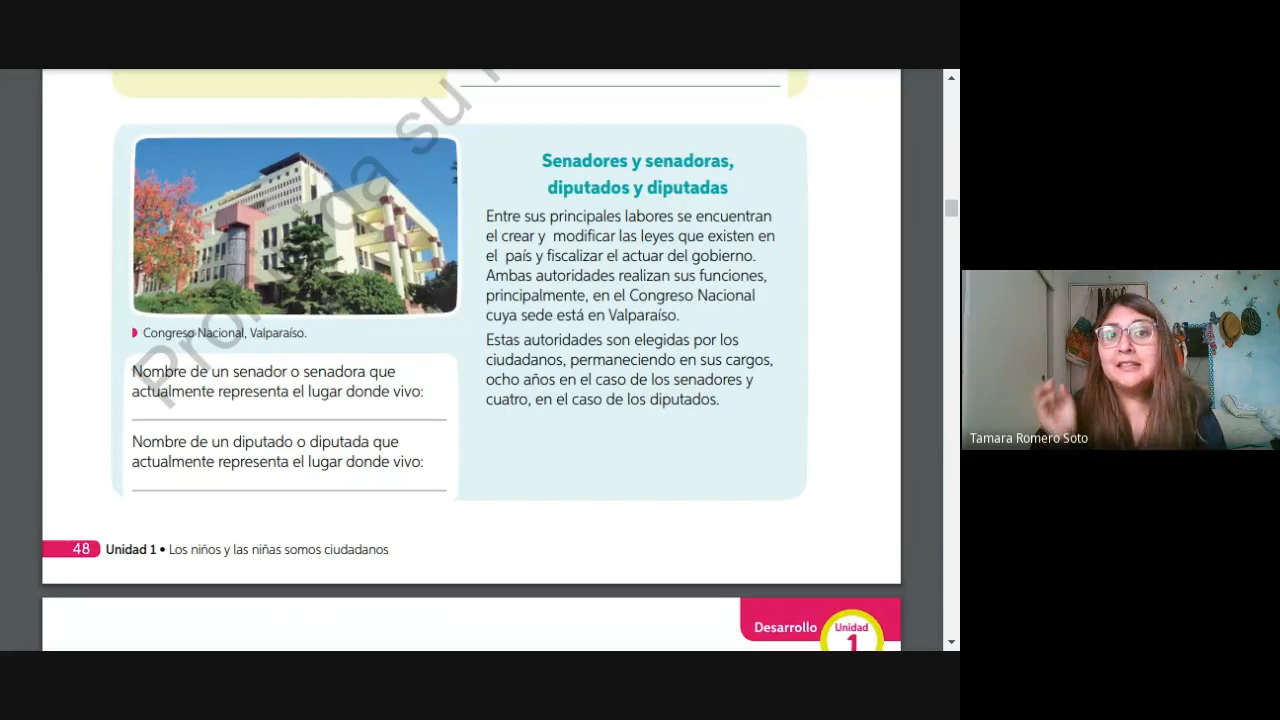 Senadores y senadoras,
diputados y diputadas
Entre sus principales labores se encuentran
el crear y modificar las leyes que existen en
el país y fiscalizar el actuar del gobierno.
Ambas autoridades realizan sus funciones,
principalmente, en el Congreso Nacional
cuya sede está en Valparaíso.
Estas autoridades son elegidas por los
ciudadanos, permaneciendo en sus cargos,
ocho años en el caso de los senadores y
cuatro, en el caso de los diputados.
Congreso Nacional, Valparaíso.
Nombre de un senador o senadora que
actualmente representa el lugar donde vivo:
Nombre de un diputado o diputada que
actualmente representa el lugar donde vivo:
48 Unidad 1 • Los niños y las niñas somos ciudadanos
Desarrollo
Unidad
1
Tamara Romero Soto
su